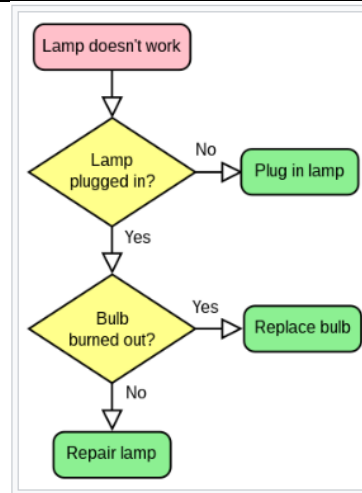 Lamp doesn't work
Lamp
plugged in?
No
Plug in lamp
Yes
Bulb
burned out?
Yes
Replace bulb
No
Repair lamp